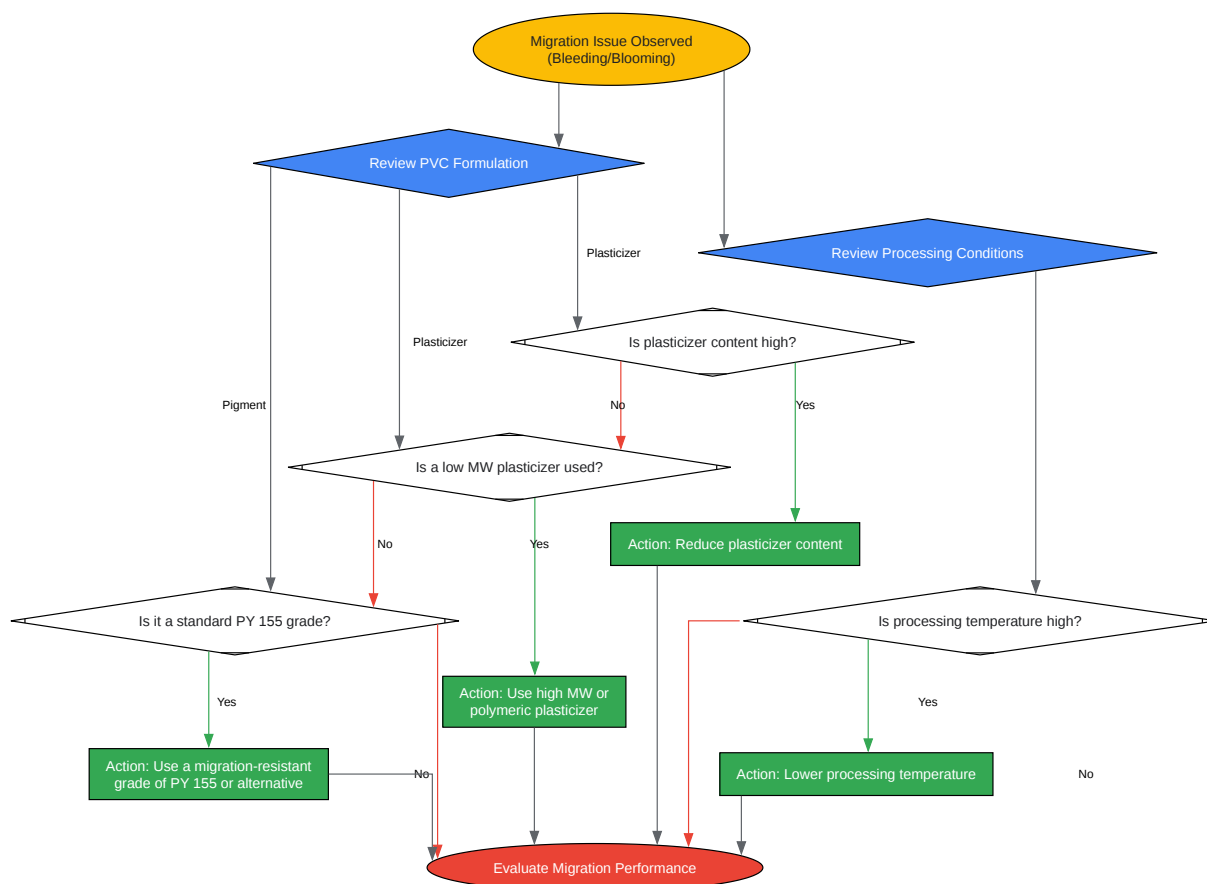 Migration Issue Observed
(Bleeding/Blooming)
Review PVC Formulation
Plasticizer
Review Processing Conditions
Plasticizer
Is plasticizer content high?
Pigment
No
Yes
Is a low MW plasticizer used?
No
Yes
Action: Reduce plasticizer content
Is it a standard PY 155 grade?
Is processing temperature high?
Yes
Action: Use high MW or
polymeric plasticizer
Yes
Action: Use a migration-resistant
grade of PY 155 or alternative
No
Action: Lower processing temperature
No
Evaluate Migration Performance